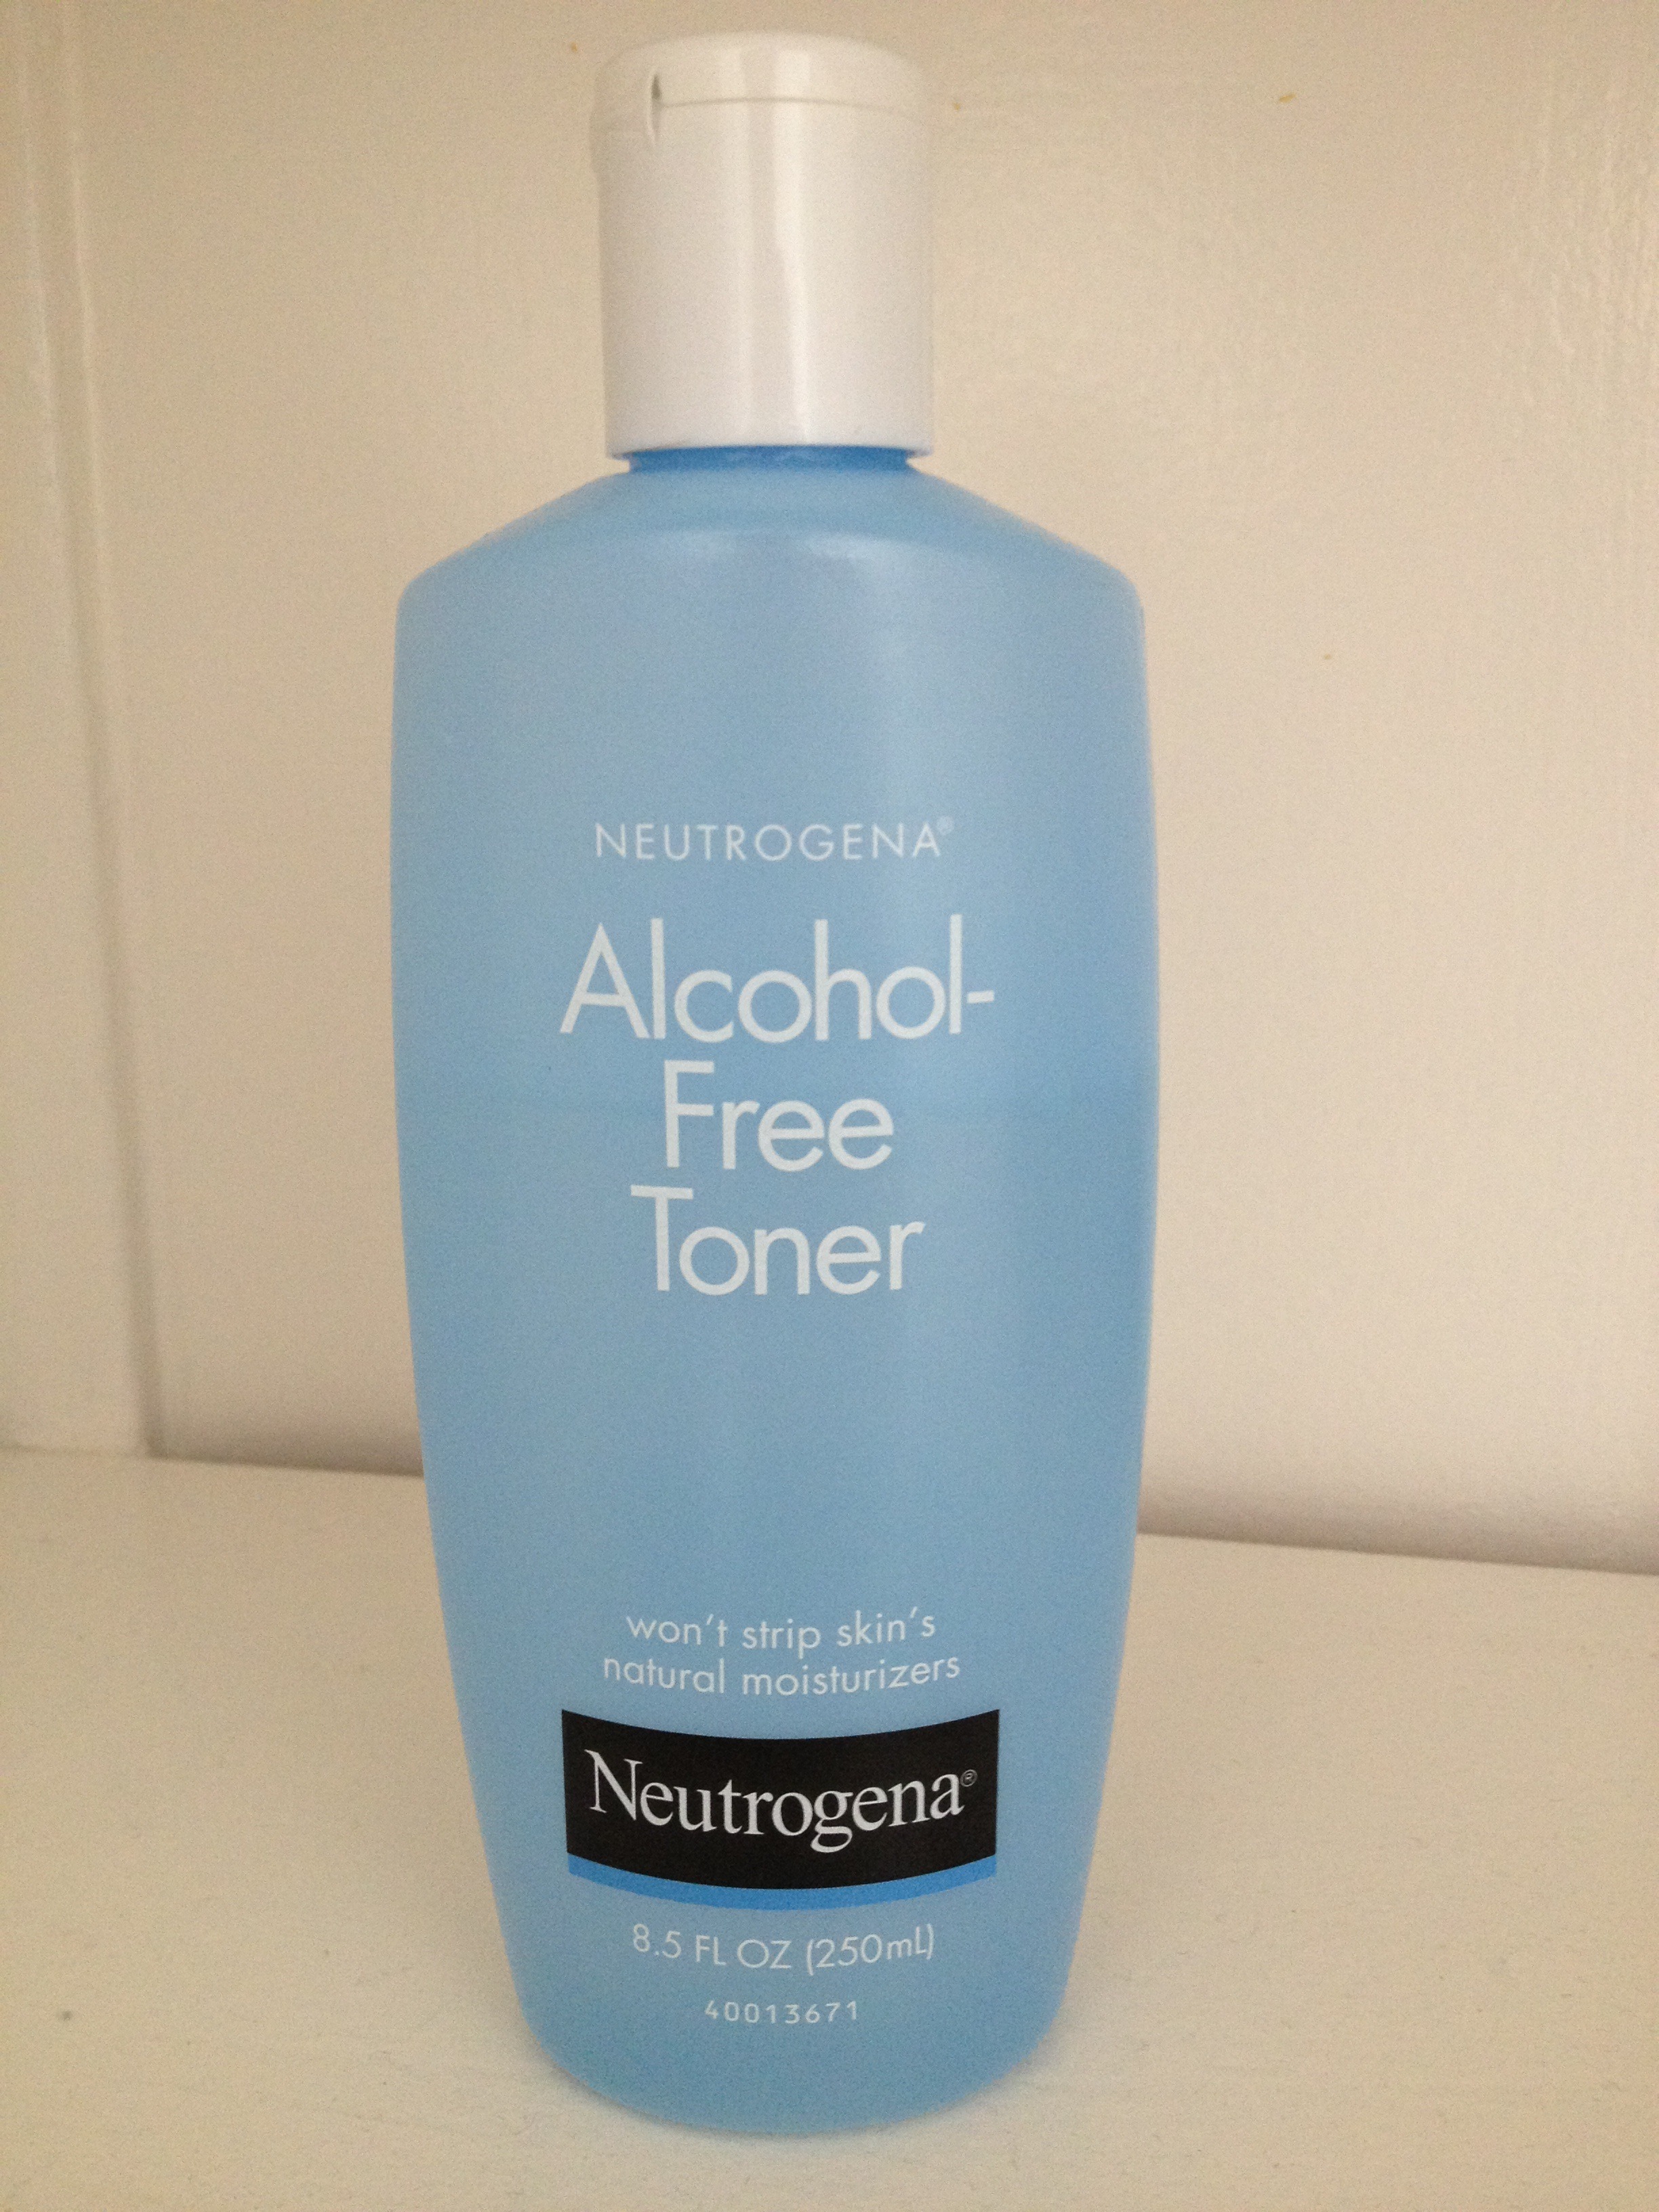 NEUTROGENA®
Alcohol-
Free
Toner
won't strip skin's
natural moisturizers
Neutrogena®
8.5 FL OZ (250mL)
40013671